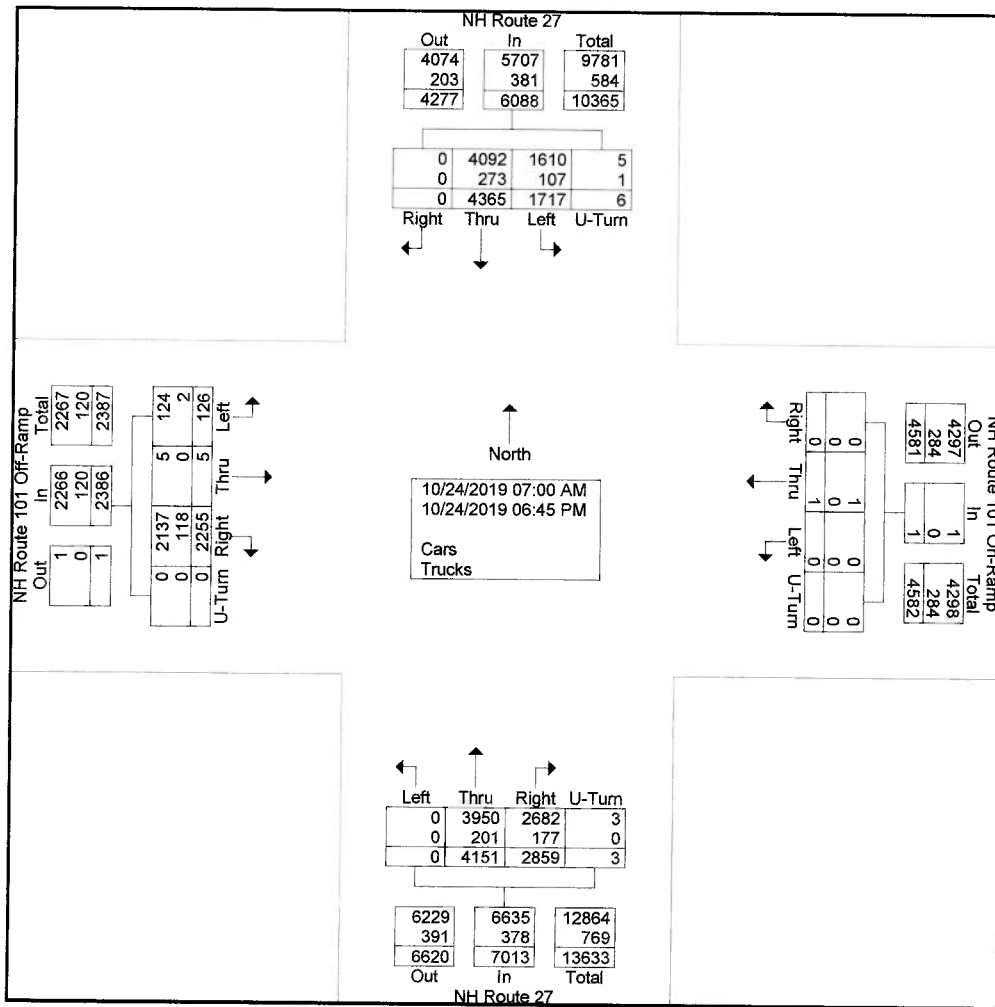 NH Route 27
Out In Total
4074 5707 9781
203 381 584
4277 6088 10365
0 4092 1610 5
0 273 107 1
0 4365 1717 6
Right Thru Left U-Turn
NH Route 101 Off-Ramp
Total In Out
2267 2266 1
120 120 0
2387 2386 1
124 5 2137 0
2 0 118 0
126 5 2255 0
Left Thru Right U-Turn
North
10/24/2019 07:00 AM
10/24/2019 06:45 PM
Cars
Trucks
Right Thru Left U-Turn
0 1 0 0
0 0 0 0
0 1 0 0
Out In Total
4297 1 4298
284 0 284
4581 1 4582
NH Route 101 Off-Ramp
Left Thru Right U-Turn
0 3950 2682 3
0 201 177 0
0 4151 2859 3
6229 6635 12864
391 378 769
6620 7013 13633
Out In Total
NH Route 27